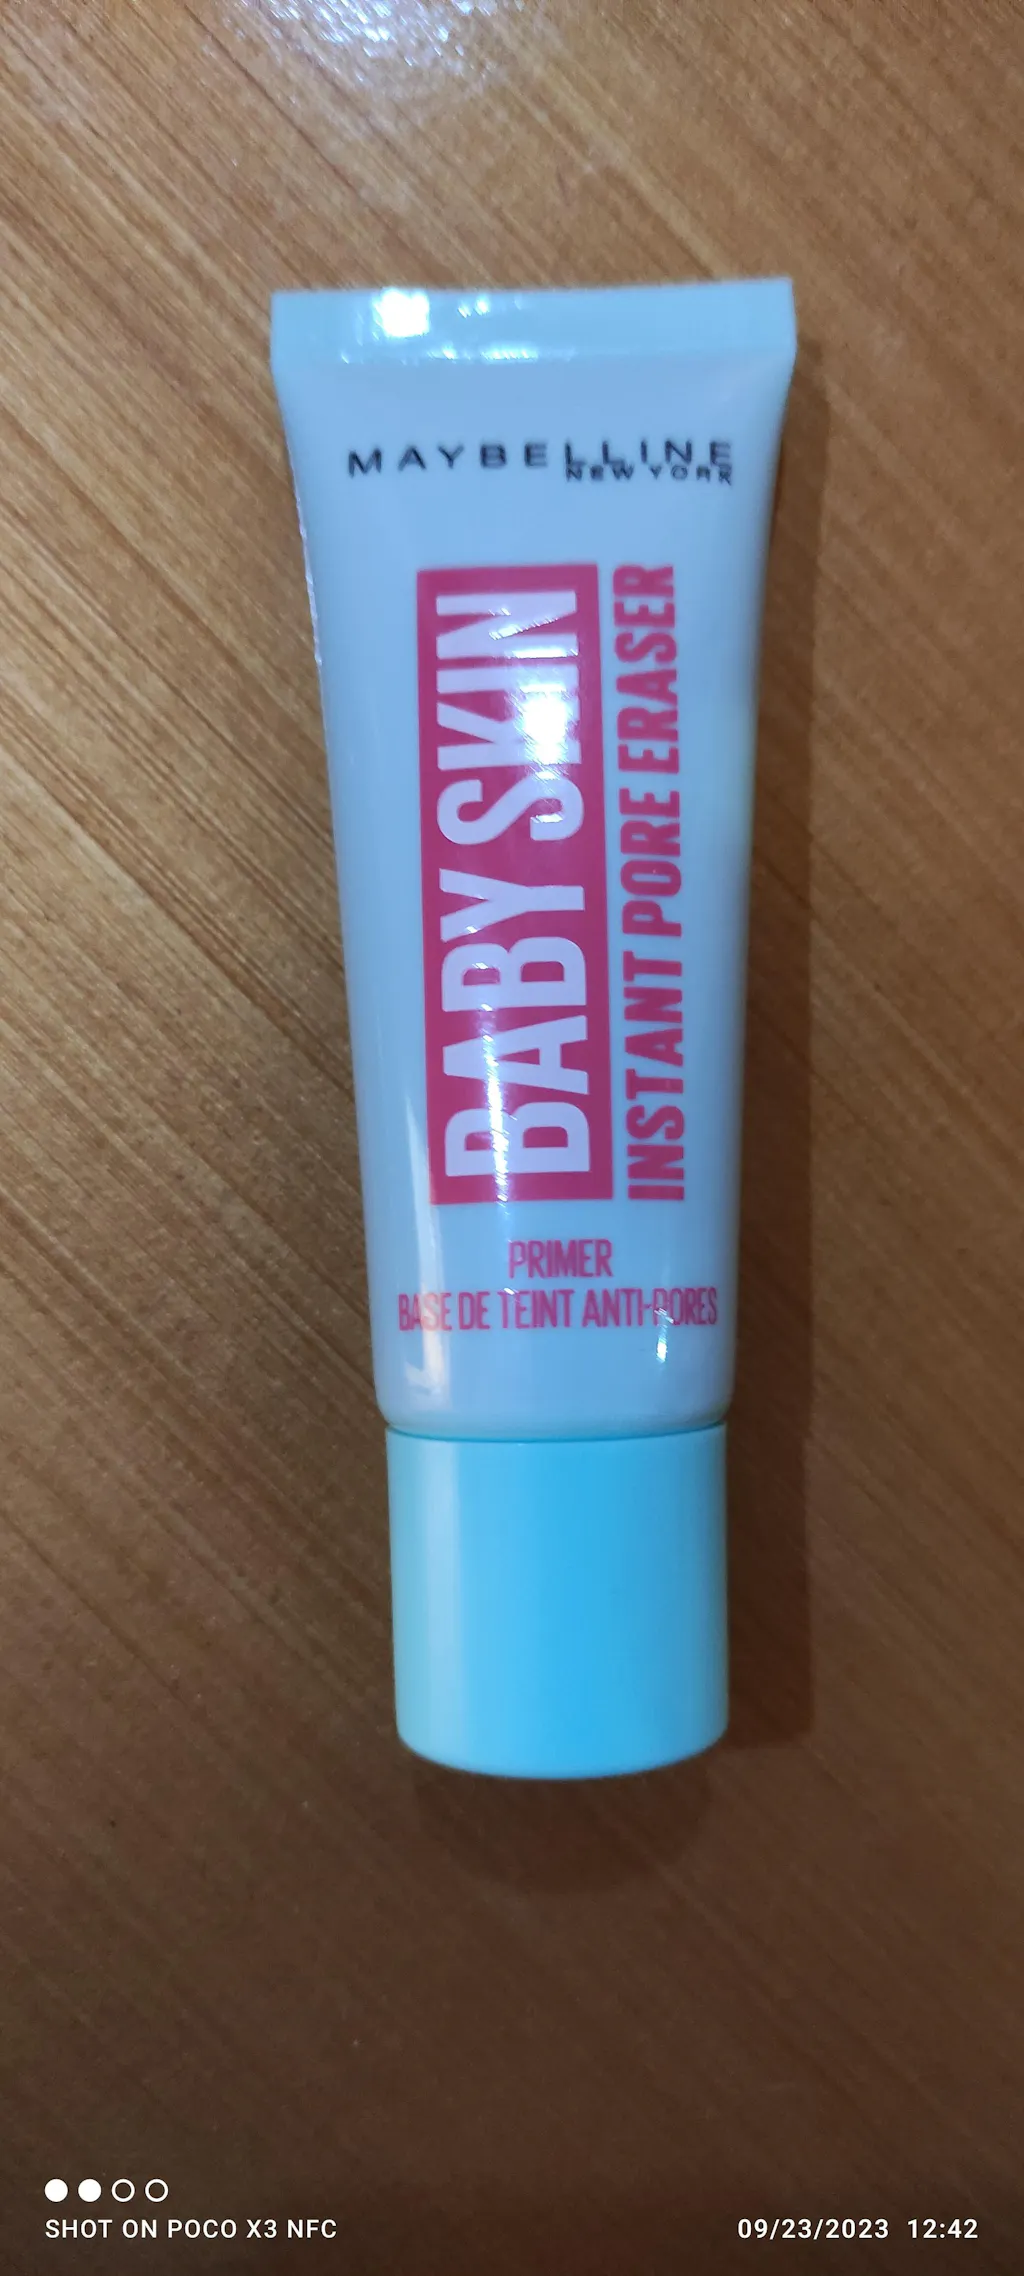 MAYBELLINE
NEW YORK
BABY SKIN
INSTANT PORE ERASER
PRIMER
BASE DE TEINT ANTI-PORES
SHOT ON POCO X3 NFC
09/23/2023 12:42